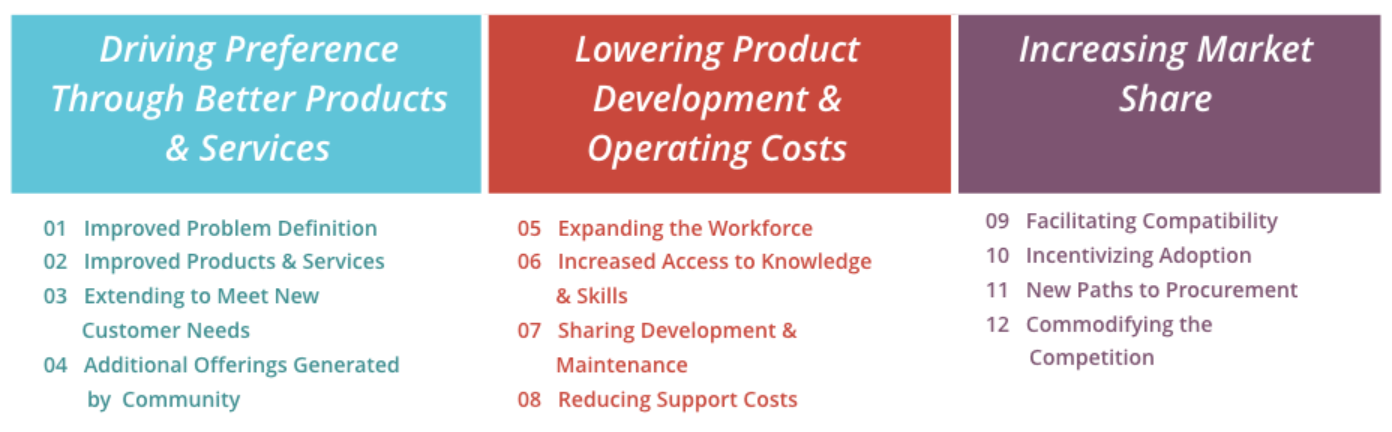 Driving Preference
Through Better Products
& Services
01 Improved Problem Definition
02 Improved Products & Services
03 Extending to Meet New
Customer Needs
04 Additional Offerings Generated
by Community
Lowering Product
Development &
Operating Costs
05 Expanding the Workforce
06 Increased Access to Knowledge
& Skills
07 Sharing Development &
Maintenance
08 Reducing Support Costs
Increasing Market
Share
09 Facilitating Compatibility
10 Incentivizing Adoption
11 New Paths to Procurement
12 Commodifying the
Competition